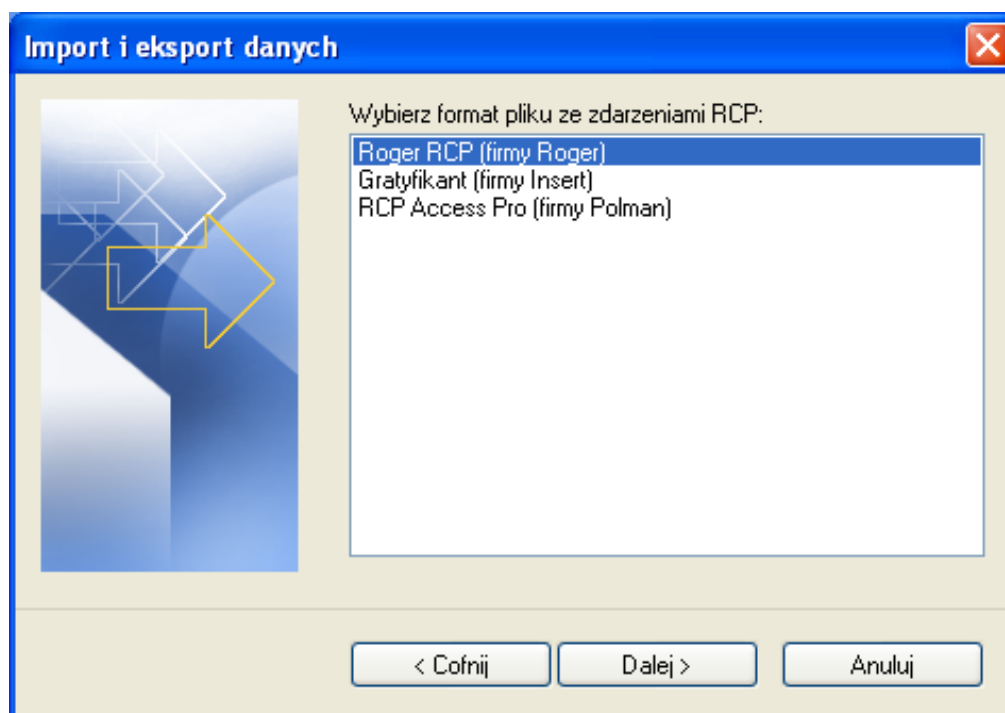 Import i eksport danych
Wybierz format pliku ze zdarzeniami RCP:
Roger RCP (firmy Roger)
Gratyfikant (firmy Insert)
RCP Access Pro (firmy Polman)
< Cofnij
Dalej >
Anuluj